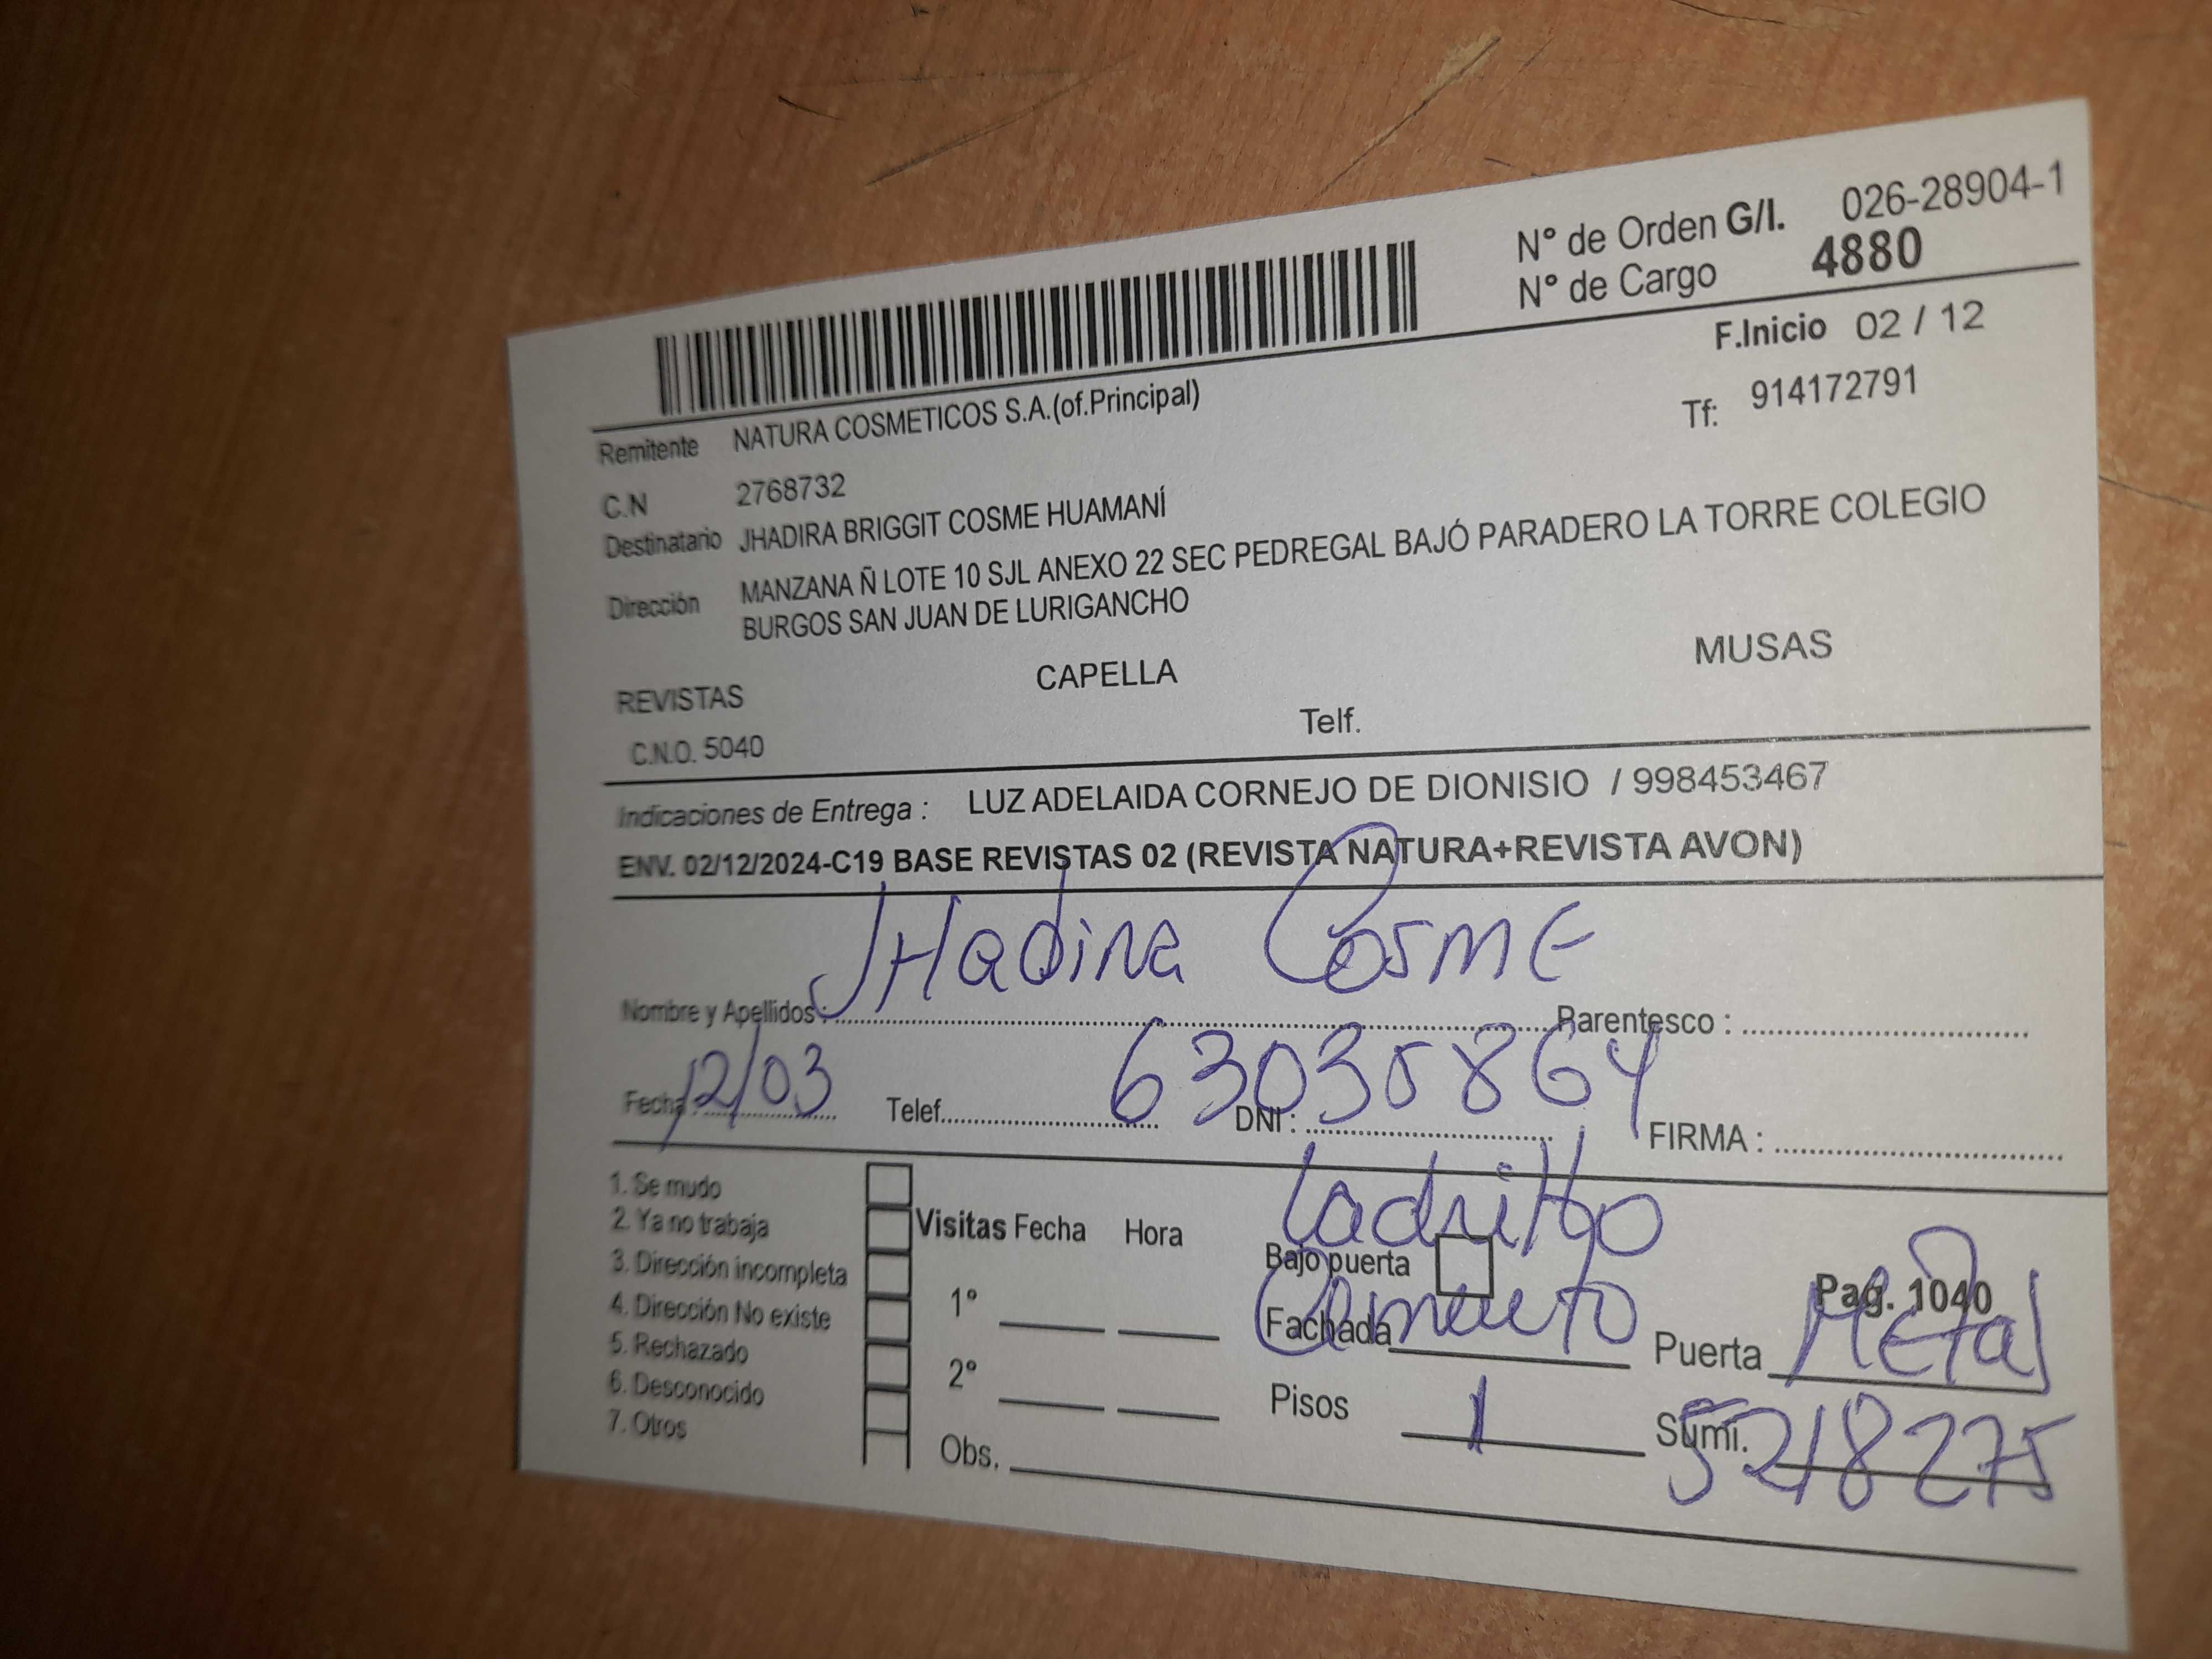 N° de Orden G/I. 026-28904-1
N° de Cargo 4880
F.Inicio 02 / 12
Remitente NATURA COSMETICOS S.A.(of.Principal)
Tf: 914172791
C.N 2768732
Destinatario JHADIRA BRIGGIT COSME HUAMANÍ
Dirección MANZANA Ñ LOTE 10 SJL ANEXO 22 SEC PEDREGAL BAJÓ PARADERO LA TORRE COLEGIO
BURGOS SAN JUAN DE LURIGANCHO
REVISTAS CAPELLA MUSAS
C.N.O. 5040 Telf.
Indicaciones de Entrega : LUZ ADELAIDA CORNEJO DE DIONISIO / 998453467
ENV. 02/12/2024-C19 BASE REVISTAS 02 (REVISTA NATURA+REVISTA AVON)
JHadira Cosme
Nombre y Apellidos : Parentesco :
12/03 63035864
Fecha : Telef. DNI : FIRMA :
ladrillo
1. Se mudo
2. Ya no trabaja
3. Dirección incompleta
4. Dirección No existe
5. Rechazado
6. Desconocido
7. Otros
Visitas Fecha Hora
1°
2°
Obs.
Bajo puerta
Pag. 1040
Fachada Cemento Puerta Metal
Pisos 1 Sumi. 5218275